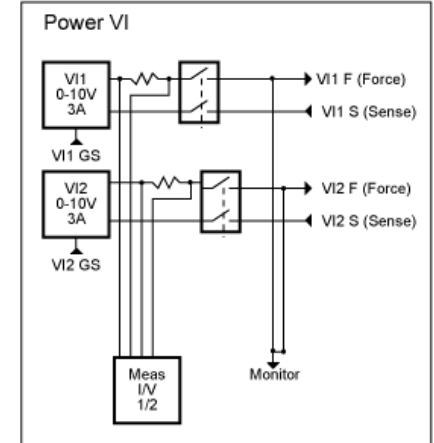 Power VI
VI1
0-10V
3A
VI1 F (Force)
VI1 S (Sense)
VI1 GS
VI2
0-10V
3A
VI2 F (Force)
VI2 S (Sense)
VI2 GS
Meas
I/V
1/2
Monitor